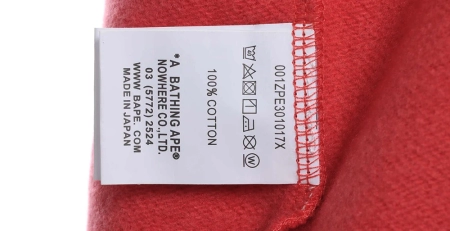 001ZPE301017X
100% COTTON
*A BATHING APE®
NOWHERE CO.,LTD.
03 (5772) 2524
WWW.BAPE.COM
MADE IN JAPAN